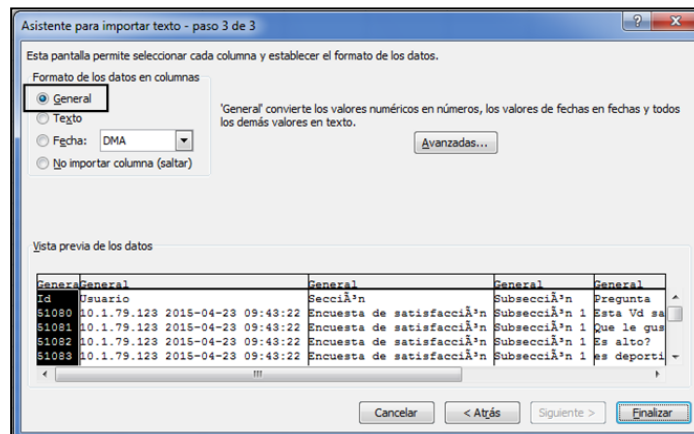 Asistente para importar texto - paso 3 de 3
Esta pantalla permite seleccionar cada columna y establecer el formato de los datos.
Formato de los datos en columnas
General
Texto
Fecha: DMA
No importar columna (saltar)
'General' convierte los valores numéricos en números, los valores de fechas en fechas y todos
los demás valores en texto.
Avanzadas...
Vista previa de los datos
General General General General
Id Usuario SecciÃ³n SubsecciÃ³n Pregunta
51080 10.1.79.123 2015-04-23 09:43:22 Encuesta de satisfacciÃ³n SubsecciÃ³n 1 Esta Vd sa
51081 10.1.79.123 2015-04-23 09:43:22 Encuesta de satisfacciÃ³n SubsecciÃ³n 1 Que le gus
51082 10.1.79.123 2015-04-23 09:43:22 Encuesta de satisfacciÃ³n SubsecciÃ³n 1 Es alto?
51083 10.1.79.123 2015-04-23 09:43:22 Encuesta de satisfacciÃ³n SubsecciÃ³n 1 es deporti
Cancelar < Atrás Siguiente > Finalizar